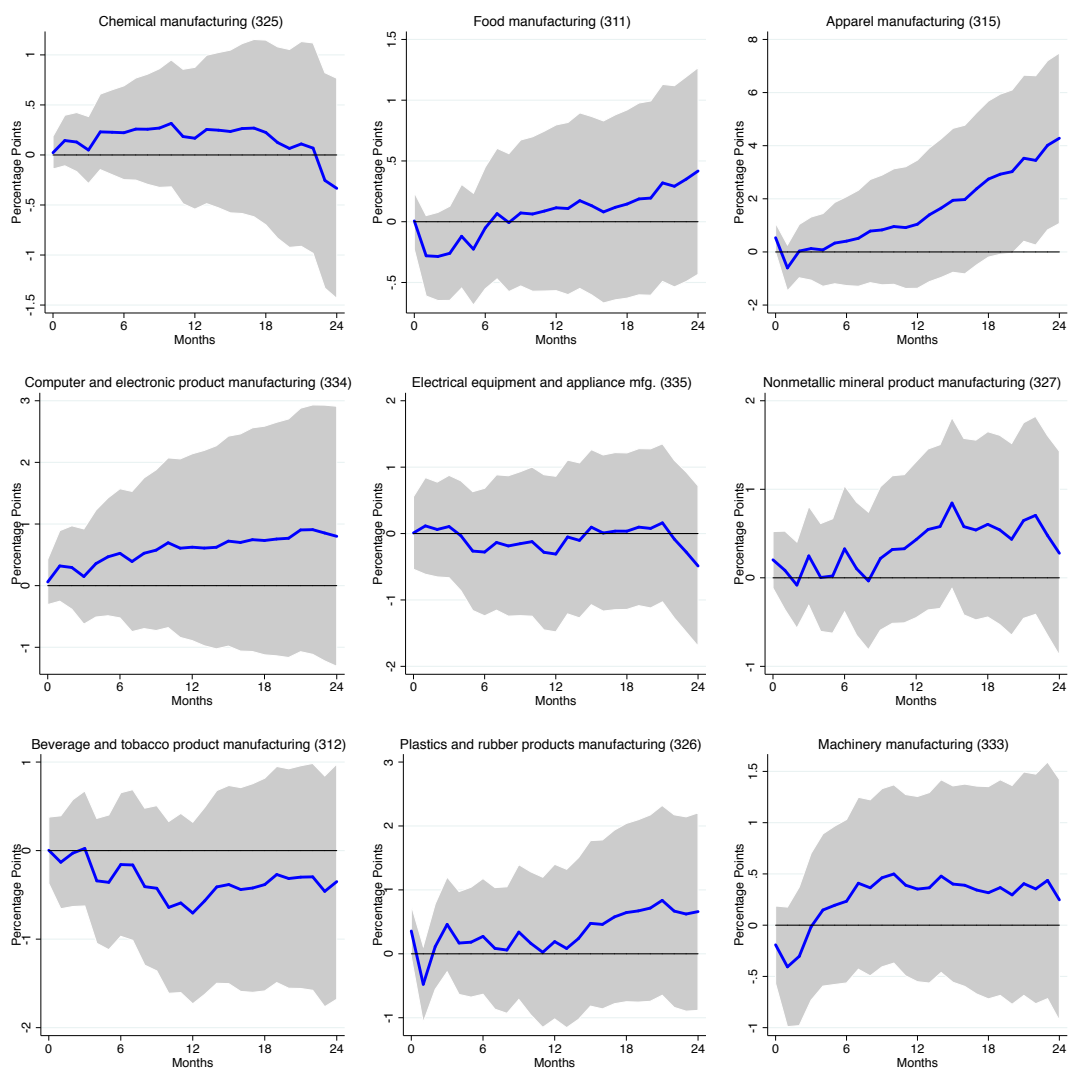 Chemical manufacturing (325)
Percentage Points
1
.5
0
-.5
-1
-1.5
0 6 12 18 24
Months
Food manufacturing (311)
Percentage Points
1.5
1
.5
0
-.5
0 6 12 18 24
Months
Apparel manufacturing (315)
Percentage Points
8
6
4
2
0
-2
0 6 12 18 24
Months
Computer and electronic product manufacturing (334)
Percentage Points
3
2
1
0
-1
0 6 12 18 24
Months
Electrical equipment and appliance mfg. (335)
Percentage Points
2
1
0
-1
-2
0 6 12 18 24
Months
Nonmetallic mineral product manufacturing (327)
Percentage Points
2
1
0
-1
0 6 12 18 24
Months
Beverage and tobacco product manufacturing (312)
Percentage Points
1
0
-1
-2
0 6 12 18 24
Months
Plastics and rubber products manufacturing (326)
Percentage Points
3
2
1
0
-1
0 6 12 18 24
Months
Machinery manufacturing (333)
Percentage Points
1.5
1
.5
0
-.5
-1
0 6 12 18 24
Months